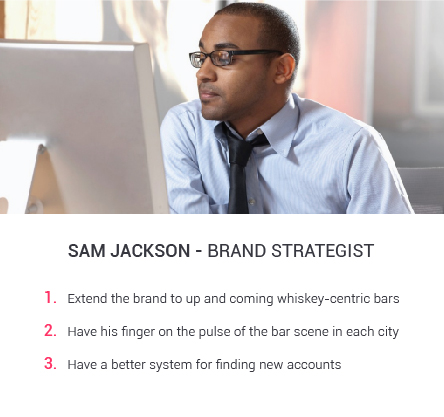 SAM JACKSON - BRAND STRATEGIST
1. Extend the brand to up and coming whiskey-centric bars
2. Have his finger on the pulse of the bar scene in each city
3. Have a better system for finding new accounts